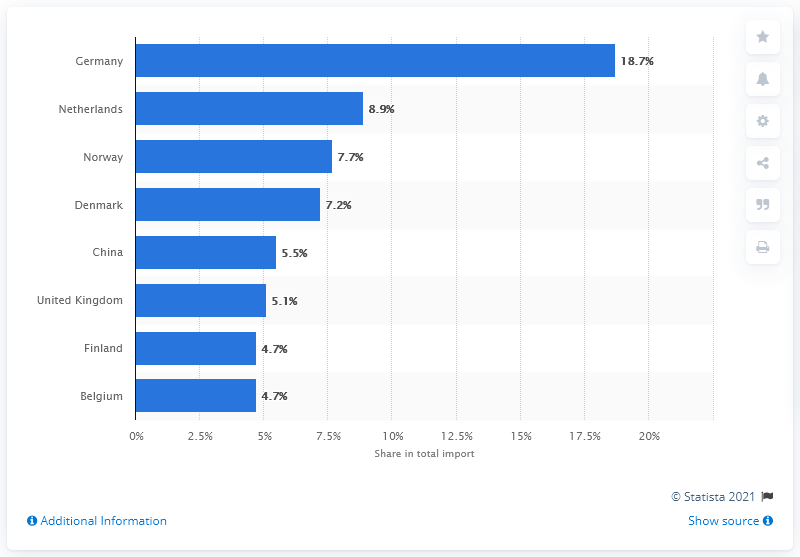 Germany 18.7%
Netherlands 8.9%
Norway 7.7%
Denmark 7.2%
China 5.5%
United Kingdom 5.1%
Finland 4.7%
Belgium 4.7%
0% 2.5% 5% 7.5% 10% 12.5% 15% 17.5% 20%
Share in total import
© Statista 2021
Additional Information Show source